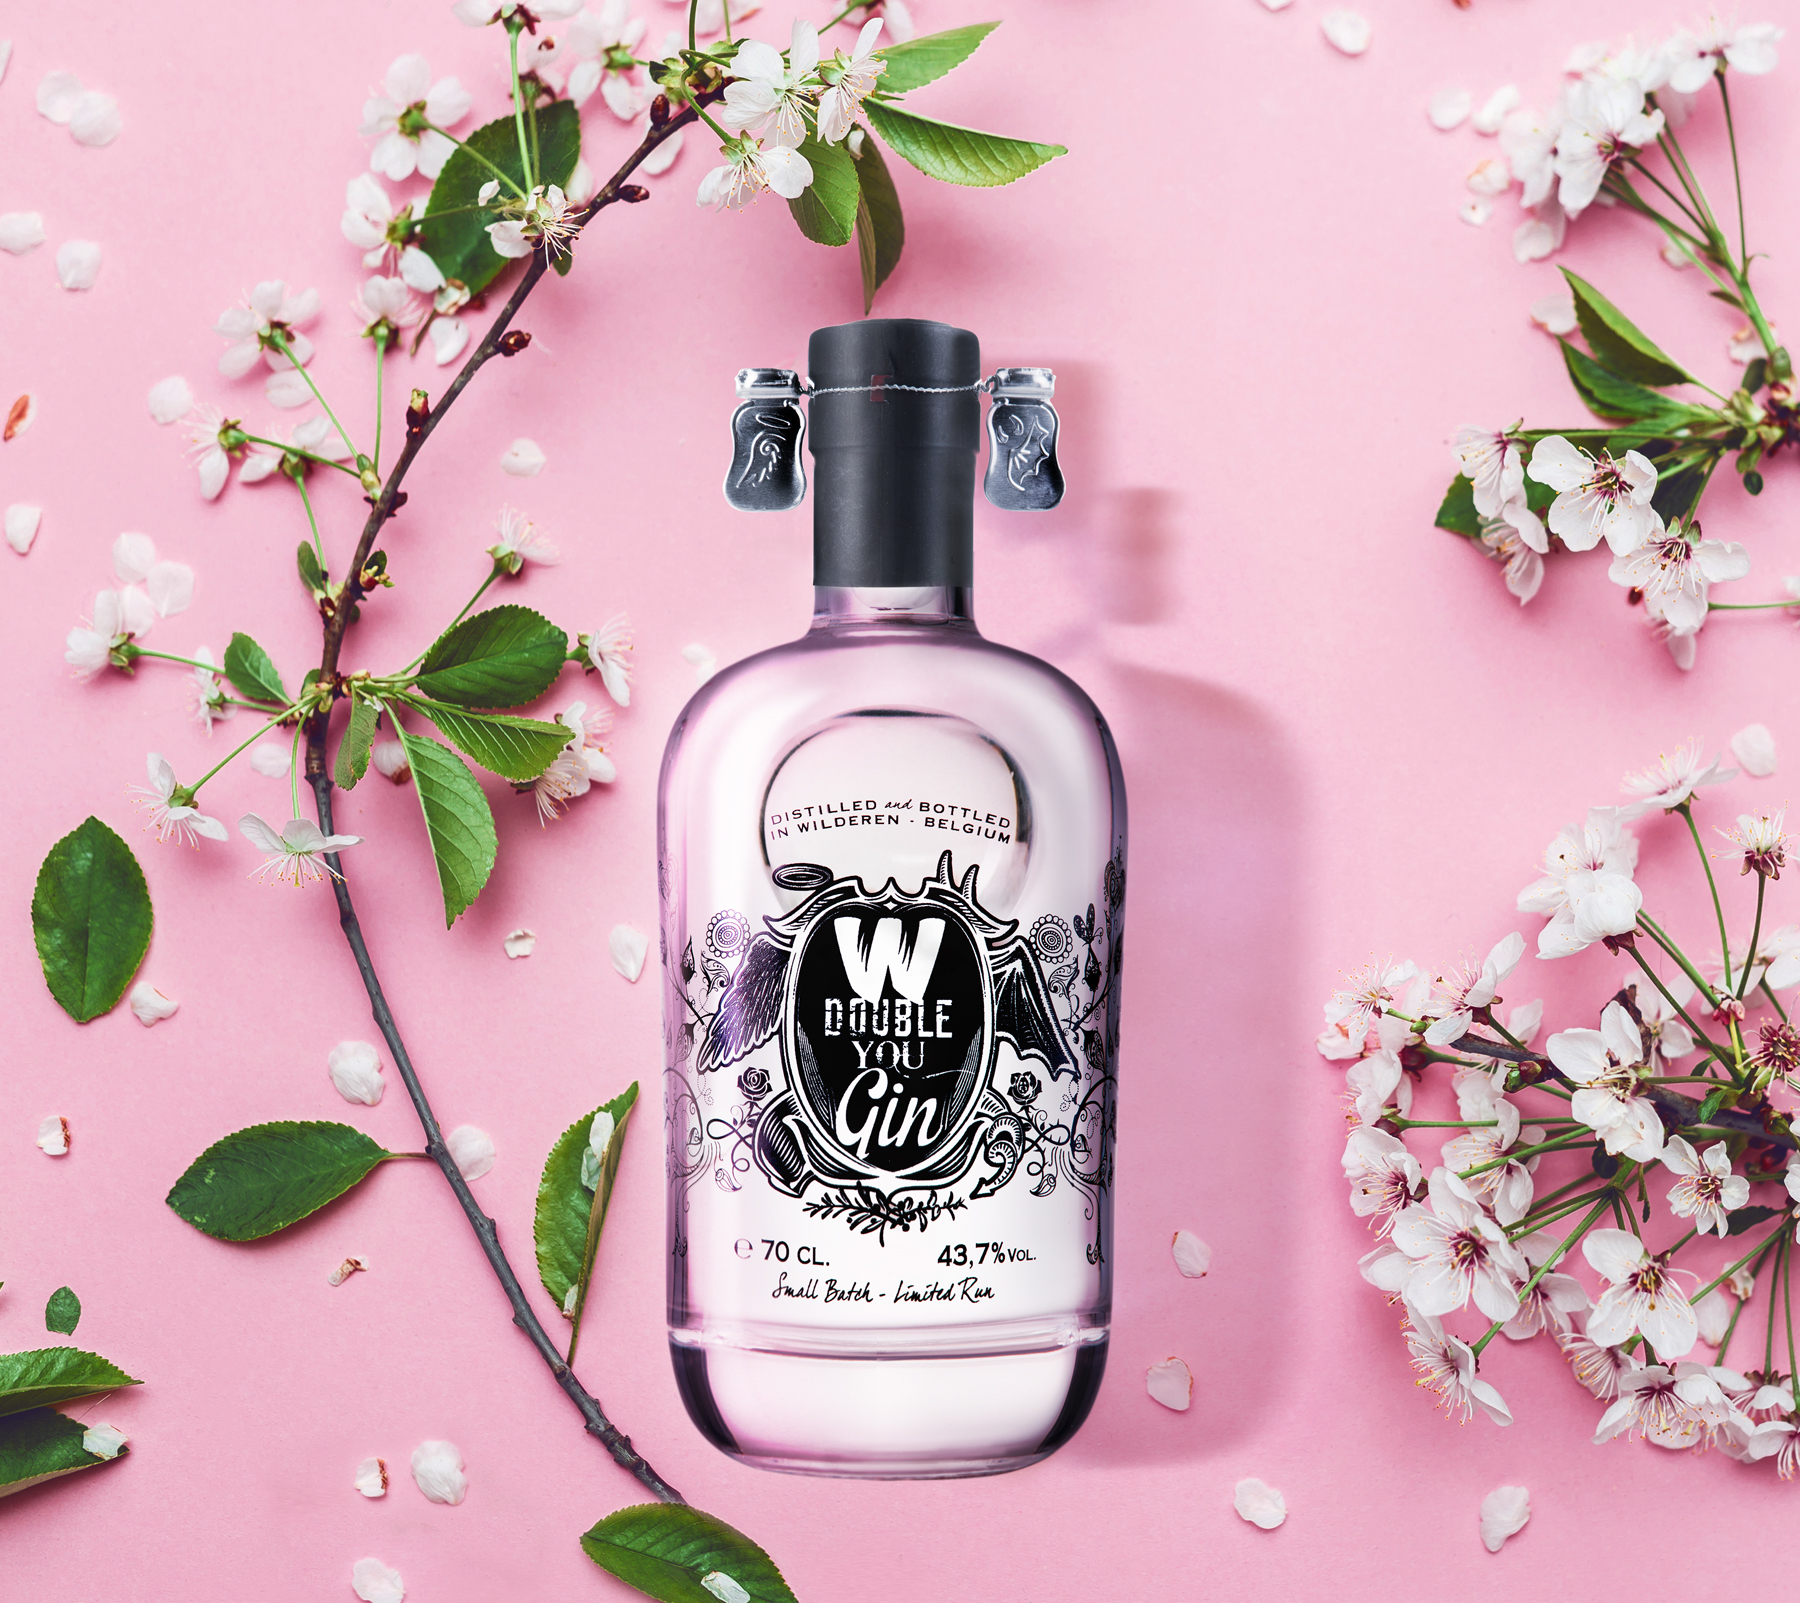 DISTILLED and BOTTLED
IN WILDEREN - BELGIUM
W
DOUBLE
YOU
Gin
e 70 CL. 43,7% VOL.
Small Batch - Limited Run